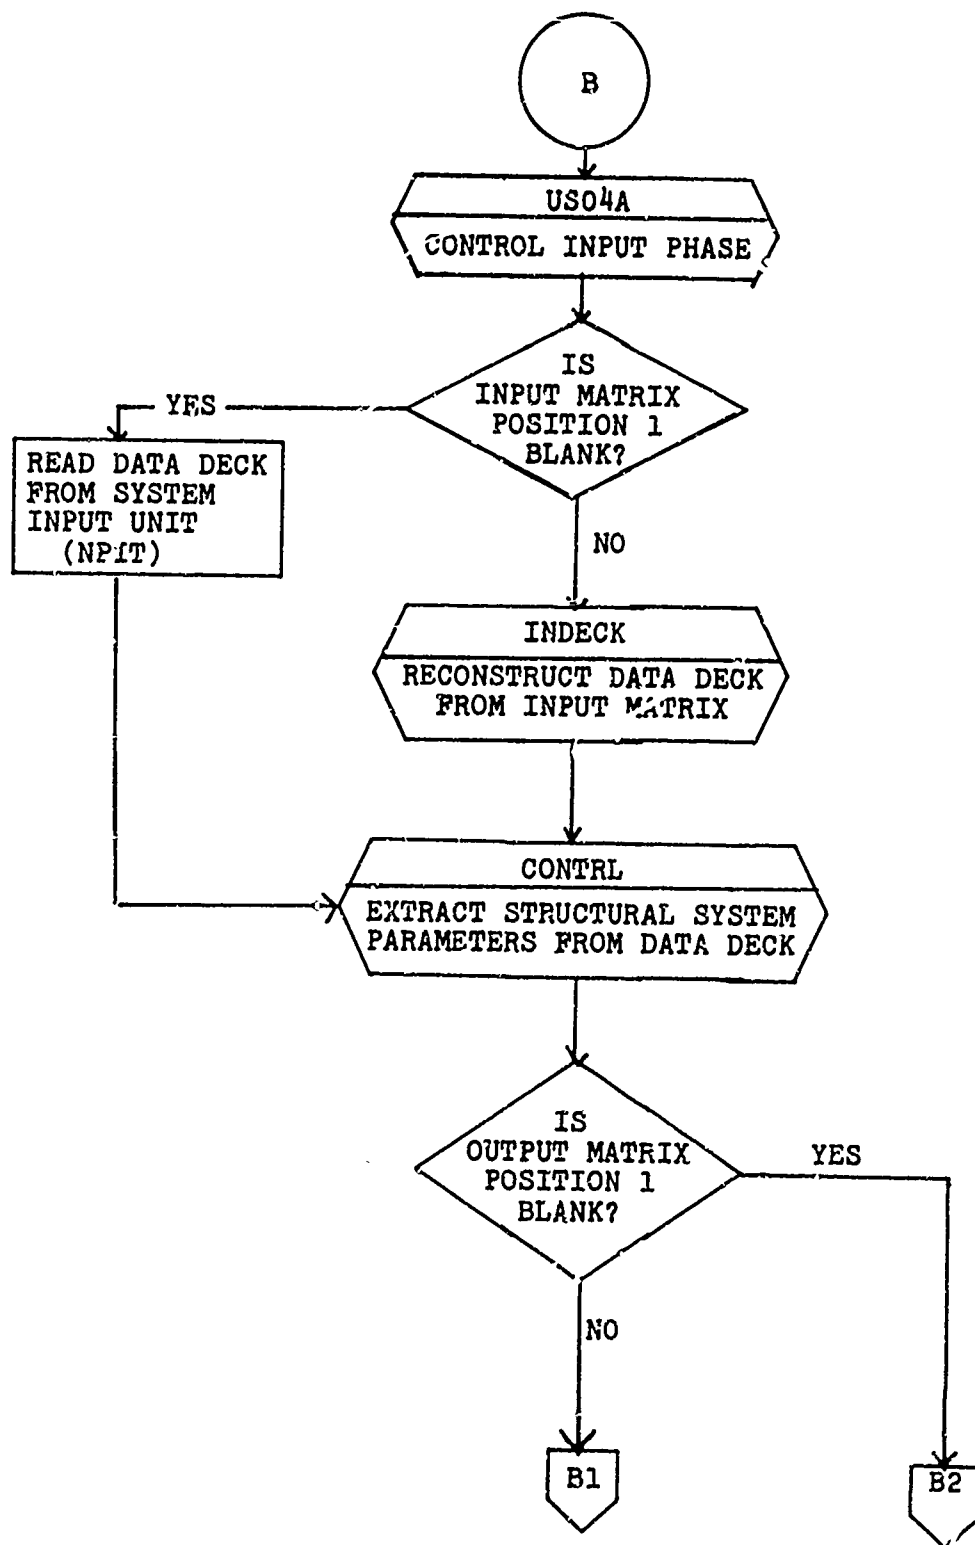 B
US04A
CONTROL INPUT PHASE
IS
INPUT MATRIX
POSITION 1
BLANK?
YES
READ DATA DECK
FROM SYSTEM
INPUT UNIT
(NPIT)
NO
INDECK
RECONSTRUCT DATA DECK
FROM INPUT MATRIX
CONTRL
EXTRACT STRUCTURAL SYSTEM
PARAMETERS FROM DATA DECK
IS
OUTPUT MATRIX
POSITION 1
BLANK?
YES
NO
B1
B2